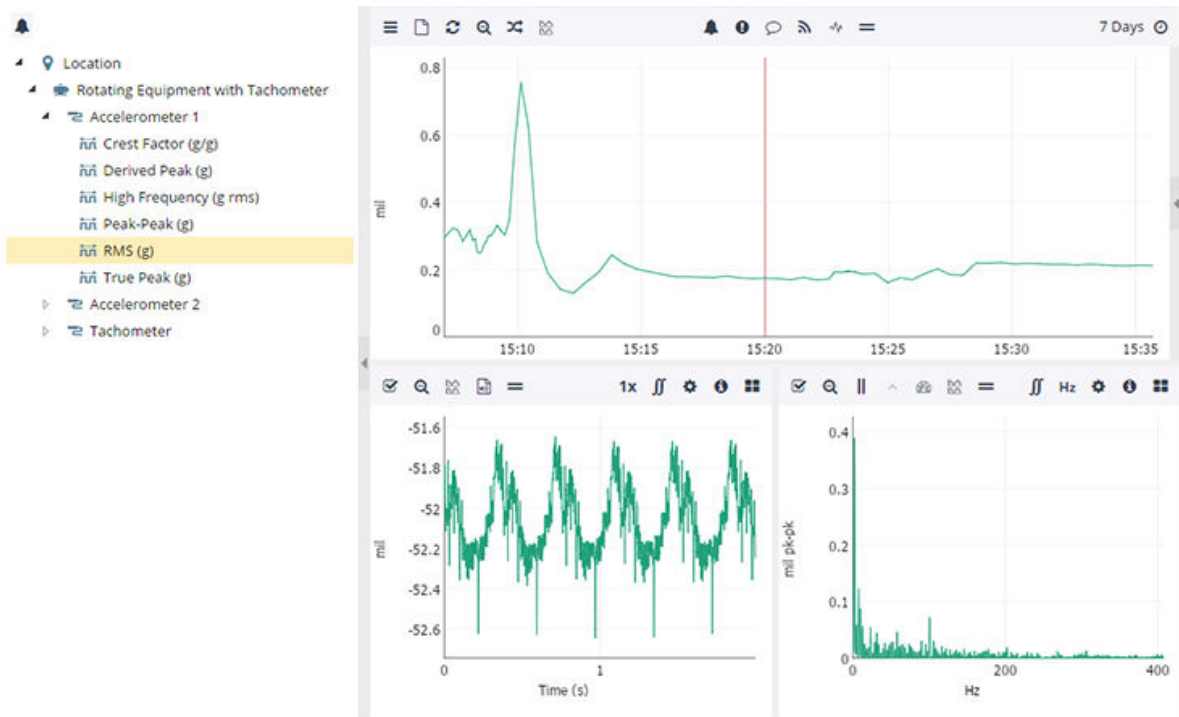 Location
Rotating Equipment with Tachometer
Accelerometer 1
Crest Factor (g/g)
Derived Peak (g)
High Frequency (g rms)
Peak-Peak (g)
RMS (g)
True Peak (g)
Accelerometer 2
Tachometer
7 Days
0.8
0.6
0.4
0.2
0
mil
15:10 15:15 15:20 15:25 15:30 15:35
1x
-51.6
-51.8
-52
-52.2
-52.4
-52.6
mil
0 1
Time (s)
Hz
0.4
0.3
0.2
0.1
0
mil pk-pk
0 200 400
Hz